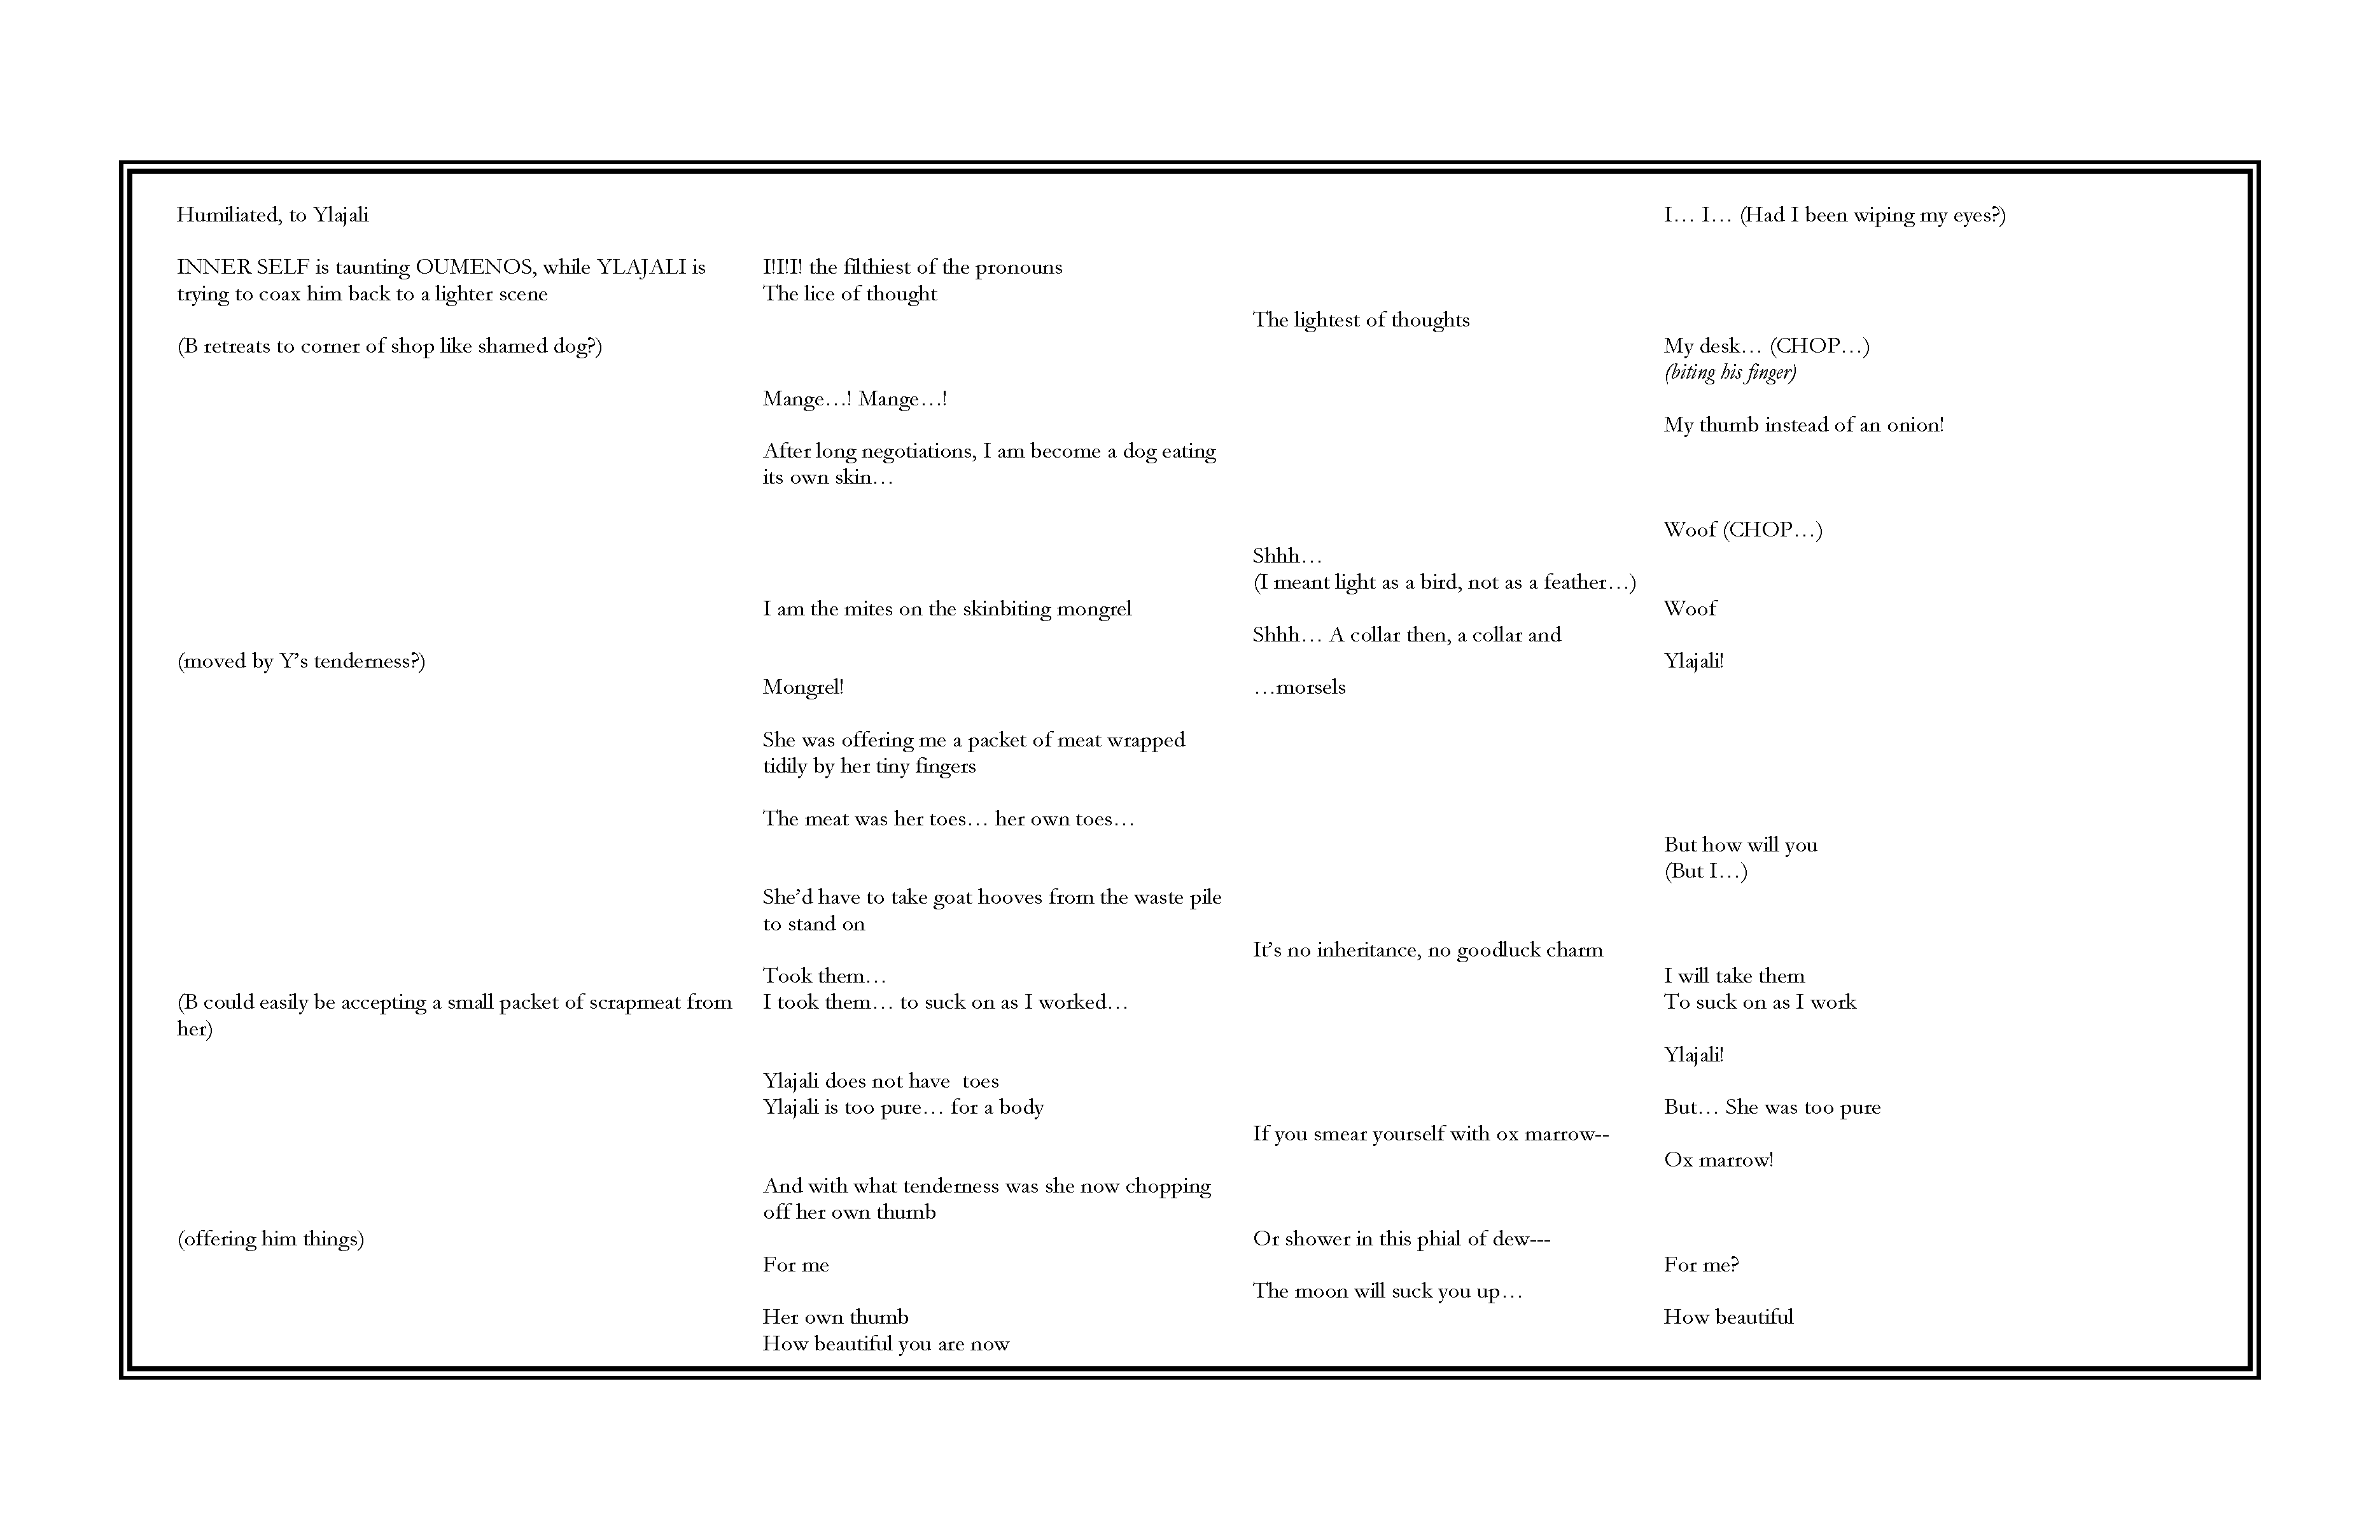 Humiliated, to Ylajali
I… I… (Had I been wiping my eyes?)
INNER SELF is taunting OUMENOS, while YLAJALI is
trying to coax him back to a lighter scene
I!I!I! the filthiest of the pronouns
The lice of thought
The lightest of thoughts
(B retreats to corner of shop like shamed dog?)
My desk… (CHOP…)
(biting his finger)
Mange…! Mange…!
My thumb instead of an onion!
After long negotiations, I am become a dog eating
its own skin…
Woof (CHOP…)
Shhh…
(I meant light as a bird, not as a feather…)
I am the mites on the skinbiting mongrel
Woof
Shhh… A collar then, a collar and
(moved by Y’s tenderness?)
Ylajali!
Mongrel!
…morsels
She was offering me a packet of meat wrapped
tidily by her tiny fingers
The meat was her toes… her own toes…
But how will you
(But I…)
She’d have to take goat hooves from the waste pile
to stand on
It’s no inheritance, no goodluck charm
Took them…
I will take them
(B could easily be accepting a small packet of scrapmeat from
her)
I took them… to suck on as I worked…
To suck on as I work
Ylajali!
Ylajali does not have  toes
Ylajali is too pure… for a body
But… She was too pure
If you smear yourself with ox marrow--
Ox marrow!
And with what tenderness was she now chopping
off her own thumb
(offering him things)
Or shower in this phial of dew---
For me
For me?
The moon will suck you up…
Her own thumb
How beautiful
How beautiful you are now